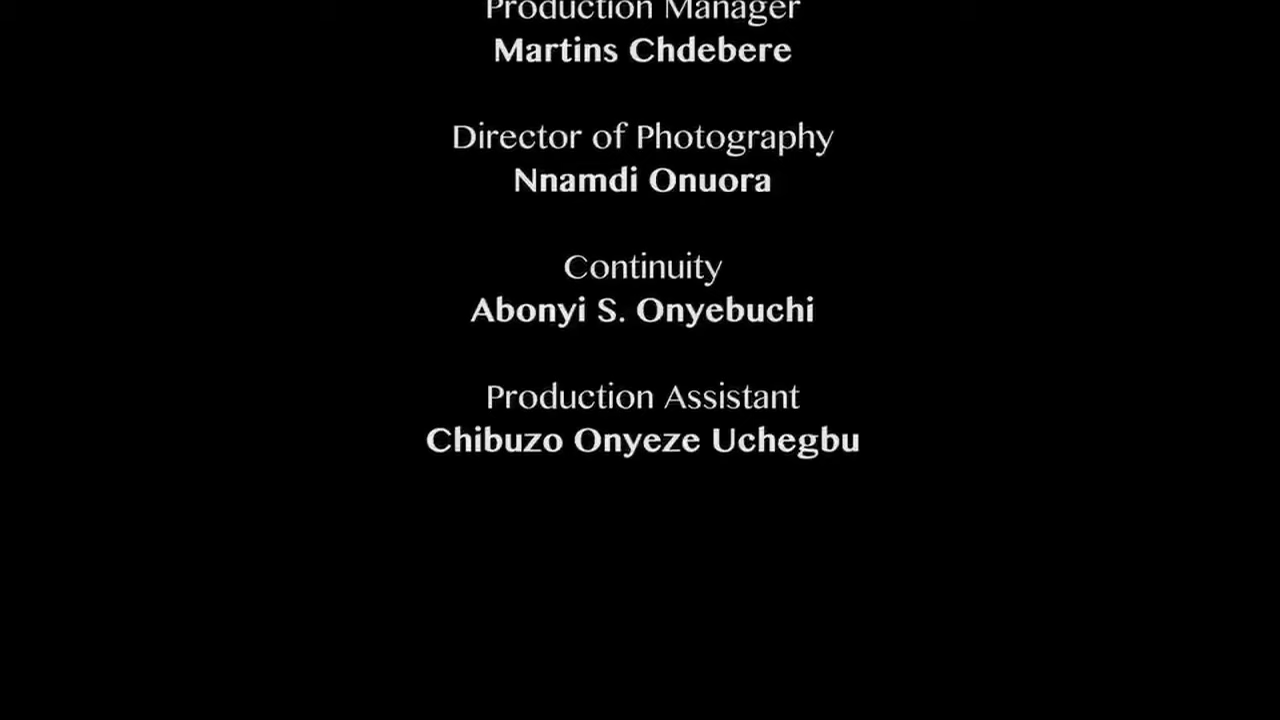 Production Manager
Martins Chdebere
Director of Photography
Nnamdi Onuora
Continuity
Abonyi S. Onyebuchi
Production Assistant
Chibuzo Onyeze Uchegbu